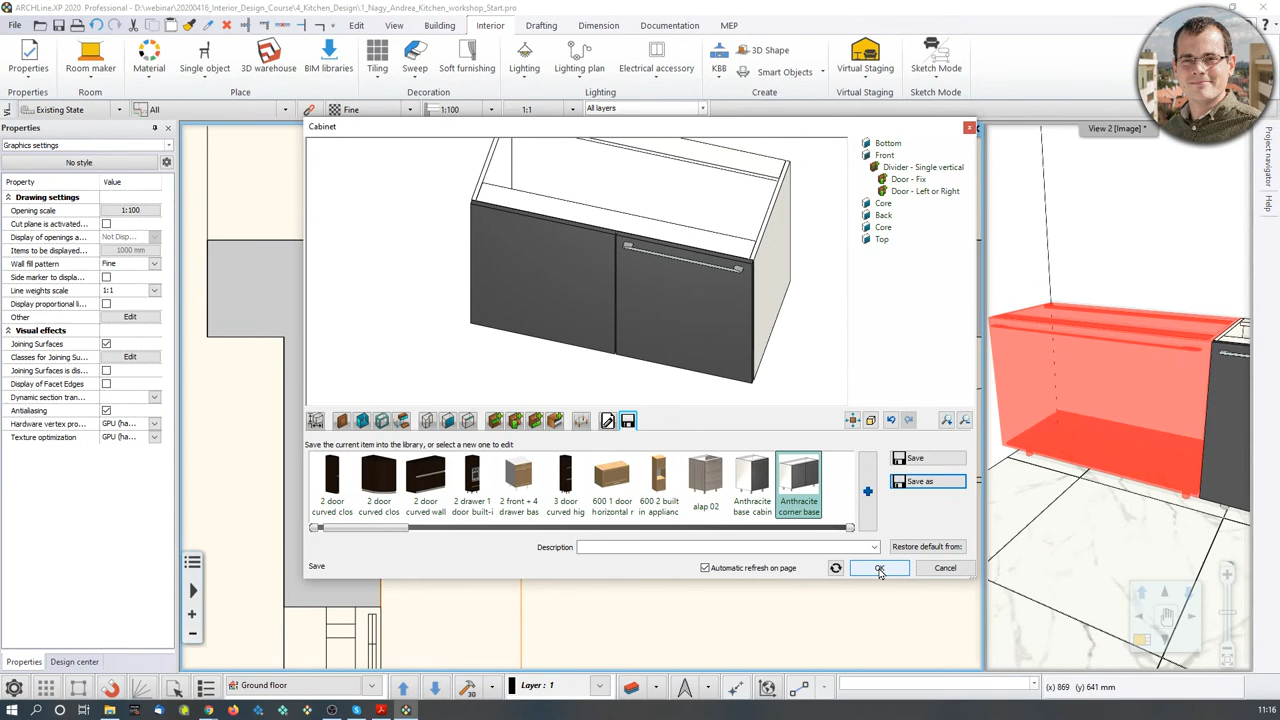 ARCHLine.XP 2020 Professional - D:\webinar\20200416_Interior_Design_Course\4_Kitchen_Design\1_Nagy_Andrea_Kitchen_workshop_Start.pro
File Edit View Building Interior Drafting Dimension Documentation MEP
Properties Room maker Material Single object 3D warehouse BIM libraries Tiling Sweep Soft furnishing Lighting Lighting plan Electrical accessory KBB 3D Shape Smart Objects Virtual Staging Sketch Mode
Properties Room Place Decoration Lighting Create Virtual Staging Sketch Mode
Existing State All Fine 1:100 1:1 All layers
Properties
Graphics settings
No style
Property Value
Drawing settings
Opening scale 1:100
Cut plane is activated...
Display of openings a... Not Disp...
Items to be displayed... 1000 mm
Wall fill pattern Fine
Side marker to displa...
Line weights scale 1:1
Display proportional li...
Other Edit
Visual effects
Joining Surfaces
Classes for Joining Su... Edit
Joining Surfaces is dis...
Display of Facet Edges
Dynamic section tran...
Antialiasing
Hardware vertex pro... GPU (ha...
Texture optimization GPU (ha...
Properties Design center
Cabinet
Bottom
Front
Divider - Single vertical
Door - Fix
Door - Left or Right
Core
Back
Core
Top
Save the current item into the library, or select a new one to edit
2 door curved clos
2 door curved clos
2 door curved wall
2 drawer 1 door built-i
2 front + 4 drawer bas
3 door curved hig
600 1 door horizontal r
600 2 built in applianc
alap 02
Anthracite base cabin
Anthracite corner base
Save
Save as
Description
Restore default from:
Save
Automatic refresh on page
OK
Cancel
View 2 [Image] *
Project navigator
Help
Ground floor
Layer : 1
(x) 869 (y) 641 mm
11:16